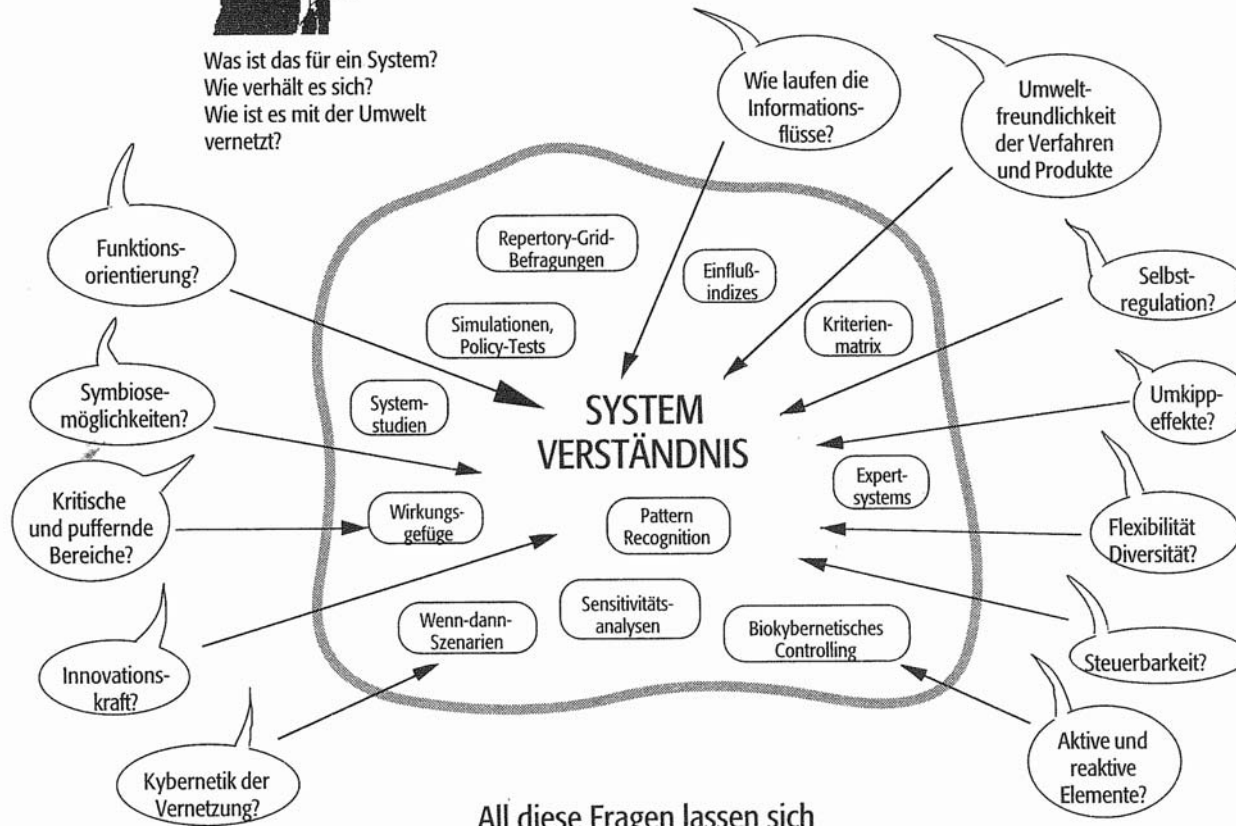 Was ist das für ein System?
Wie verhält es sich?
Wie ist es mit der Umwelt
vernetzt?
Wie laufen die
Informations-
flüsse?
Umwelt-
freundlichkeit
der Verfahren
und Produkte
Funktions-
orientierung?
Repertory-Grid-
Befragungen
Einfluß-
indizes
Selbst-
regulation?
Simulationen,
Policy-Tests
Kriterien-
matrix
Symbiose-
möglichkeiten?
System-
studien
SYSTEM
VERSTÄNDNIS
Umkipp-
effekte?
Kritische
und puffernde
Bereiche?
Wirkungs-
gefüge
Pattern
Recognition
Expert-
systems
Flexibilität
Diversität?
Innovations-
kraft?
Wenn-dann-
Szenarien
Sensitivitäts-
analysen
Biokybernetisches
Controlling
Steuerbarkeit?
Kybernetik der
Vernetzung?
Aktive und
reaktive
Elemente?
All diese Fragen lassen sich